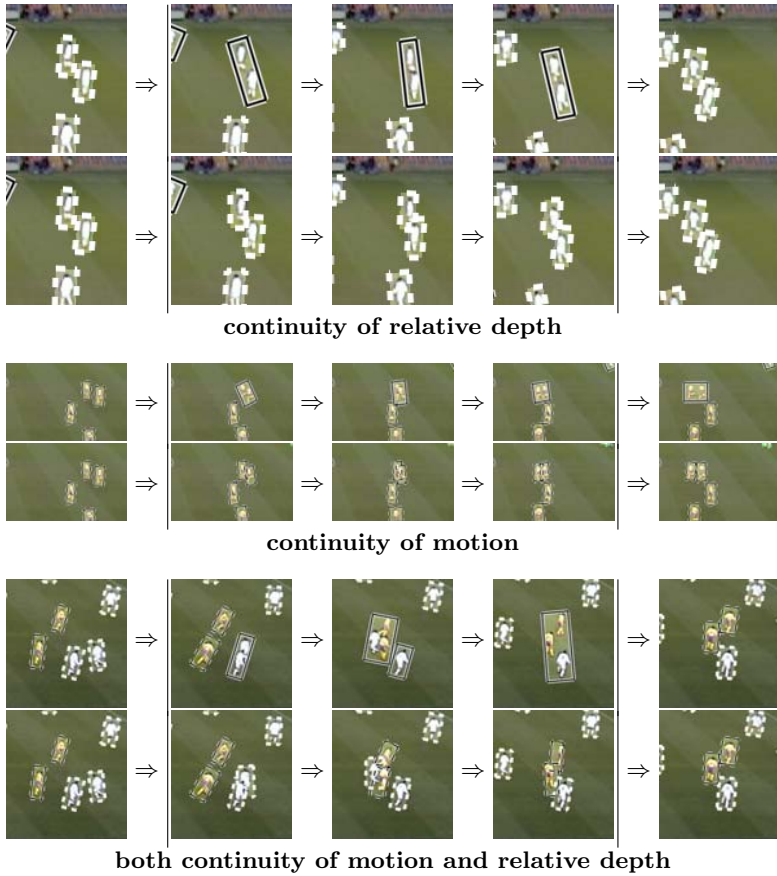 ⇒ ⇒ ⇒ ⇒
⇒ ⇒ ⇒ ⇒
continuity of relative depth
⇒ ⇒ ⇒ ⇒
⇒ ⇒ ⇒ ⇒
continuity of motion
⇒ ⇒ ⇒ ⇒
⇒ ⇒ ⇒ ⇒
both continuity of motion and relative depth